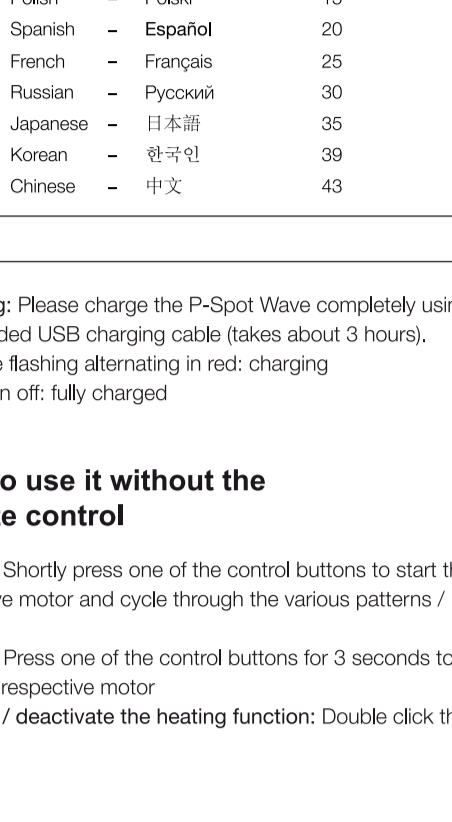 Spanish – Español 20
French – Français 25
Russian – Русский 30
Japanese – 日本語 35
Korean – 한국인 39
Chinese – 中文 43
g: Please charge the P-Spot Wave completely usin
ded USB charging cable (takes about 3 hours).
e flashing alternating in red: charging
n off: fully charged
o use it without the
te control
Shortly press one of the control buttons to start th
ve motor and cycle through the various patterns /
Press one of the control buttons for 3 seconds to
respective motor
/ deactivate the heating function: Double click th